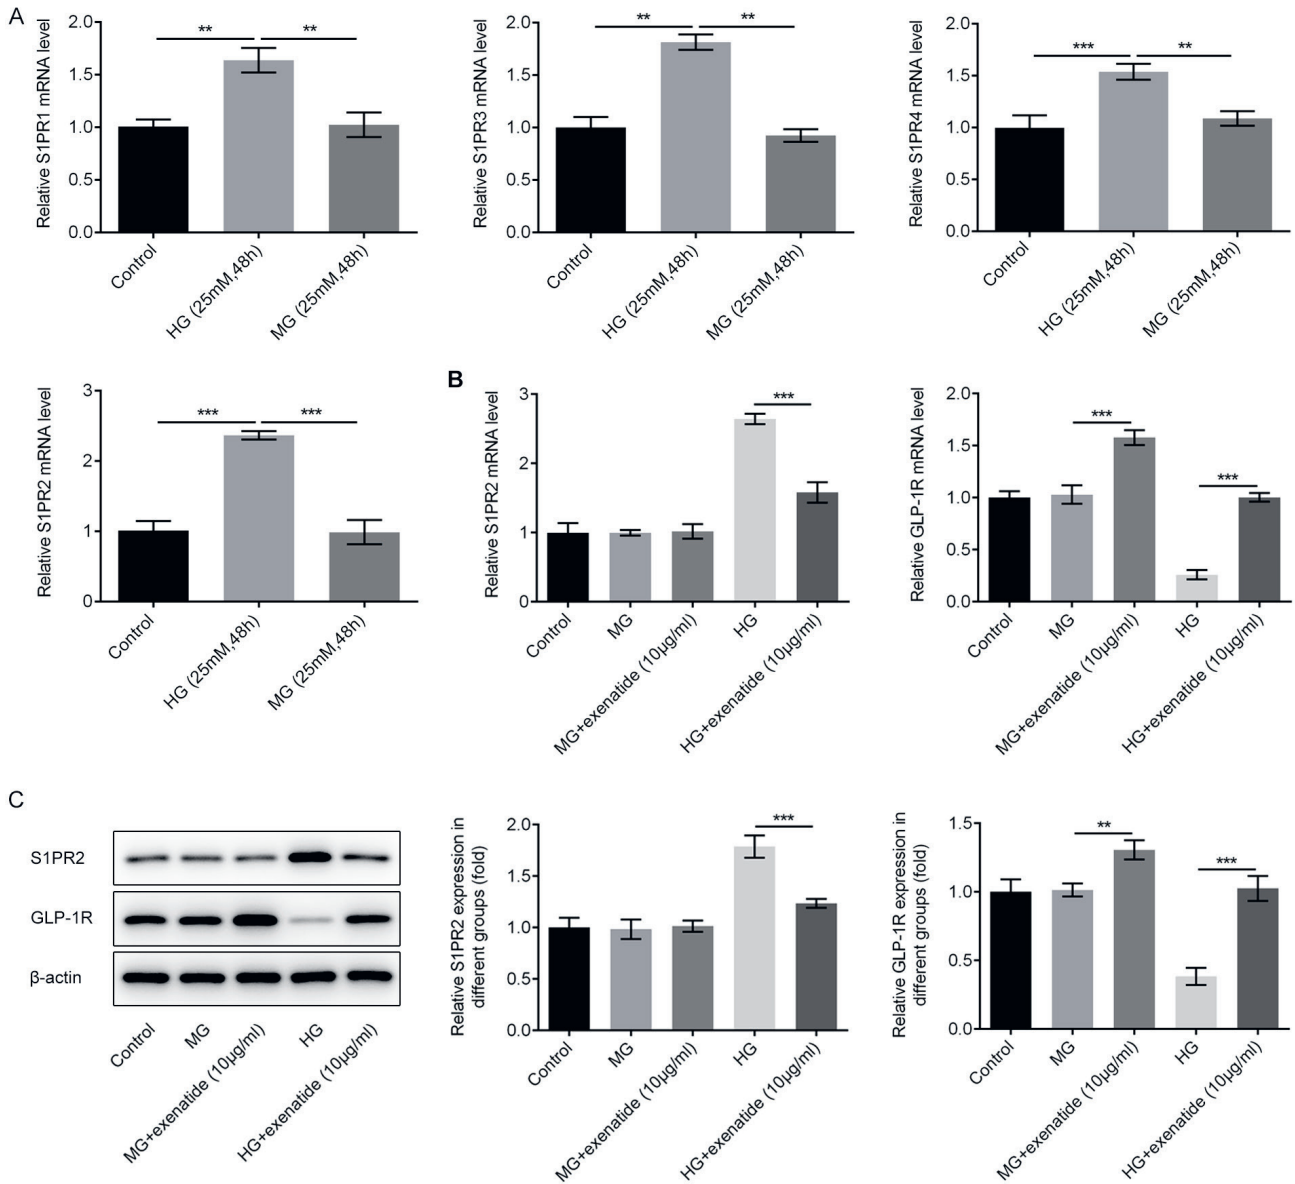 A
Relative S1PR1 mRNA level
2.0
1.5
1.0
0.5
0.0
**
**
Control
HG (25mM,48h)
MG (25mM,48h)
Relative S1PR3 mRNA level
2.0
1.5
1.0
0.5
0.0
**
**
Control
HG (25mM,48h)
MG (25mM,48h)
Relative S1PR4 mRNA level
2.0
1.5
1.0
0.5
0.0
***
**
Control
HG (25mM,48h)
MG (25mM,48h)
Relative S1PR2 mRNA level
3
2
1
0
***
***
Control
HG (25mM,48h)
MG (25mM,48h)
B
Relative S1PR2 mRNA level
3
2
1
0
***
Control
MG
MG+exenatide (10μg/ml)
HG
HG+exenatide (10μg/ml)
Relative GLP-1R mRNA level
2.0
1.5
1.0
0.5
0.0
***
***
Control
MG
MG+exenatide (10μg/ml)
HG
HG+exenatide (10μg/ml)
C
S1PR2
GLP-1R
β-actin
Control
MG
MG+exenatide (10μg/ml)
HG
HG+exenatide (10μg/ml)
Relative S1PR2 expression in
different groups (fold)
2.0
1.5
1.0
0.5
0.0
***
Control
MG
MG+exenatide (10μg/ml)
HG
HG+exenatide (10μg/ml)
Relative GLP-1R expression in
different groups (fold)
1.5
1.0
0.5
0.0
**
***
Control
MG
MG+exenatide (10μg/ml)
HG
HG+exenatide (10μg/ml)